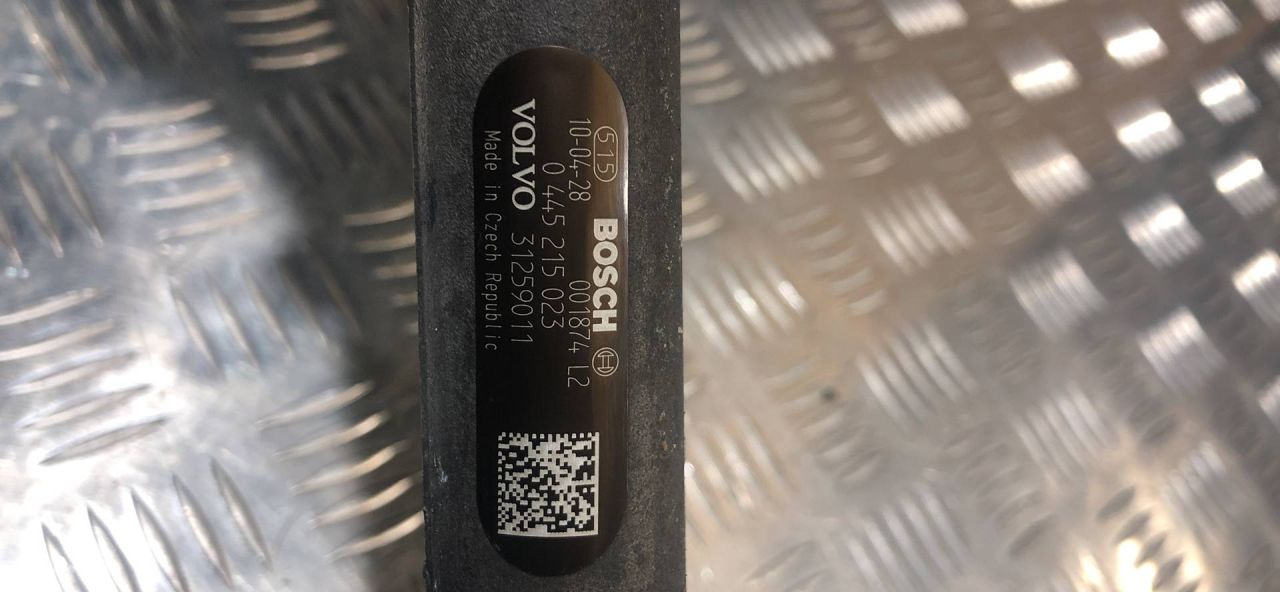 515 BOSCH
10-04-28 001874 L2
0 445 215 023
VOLVO 31259011
Made in Czech Republic